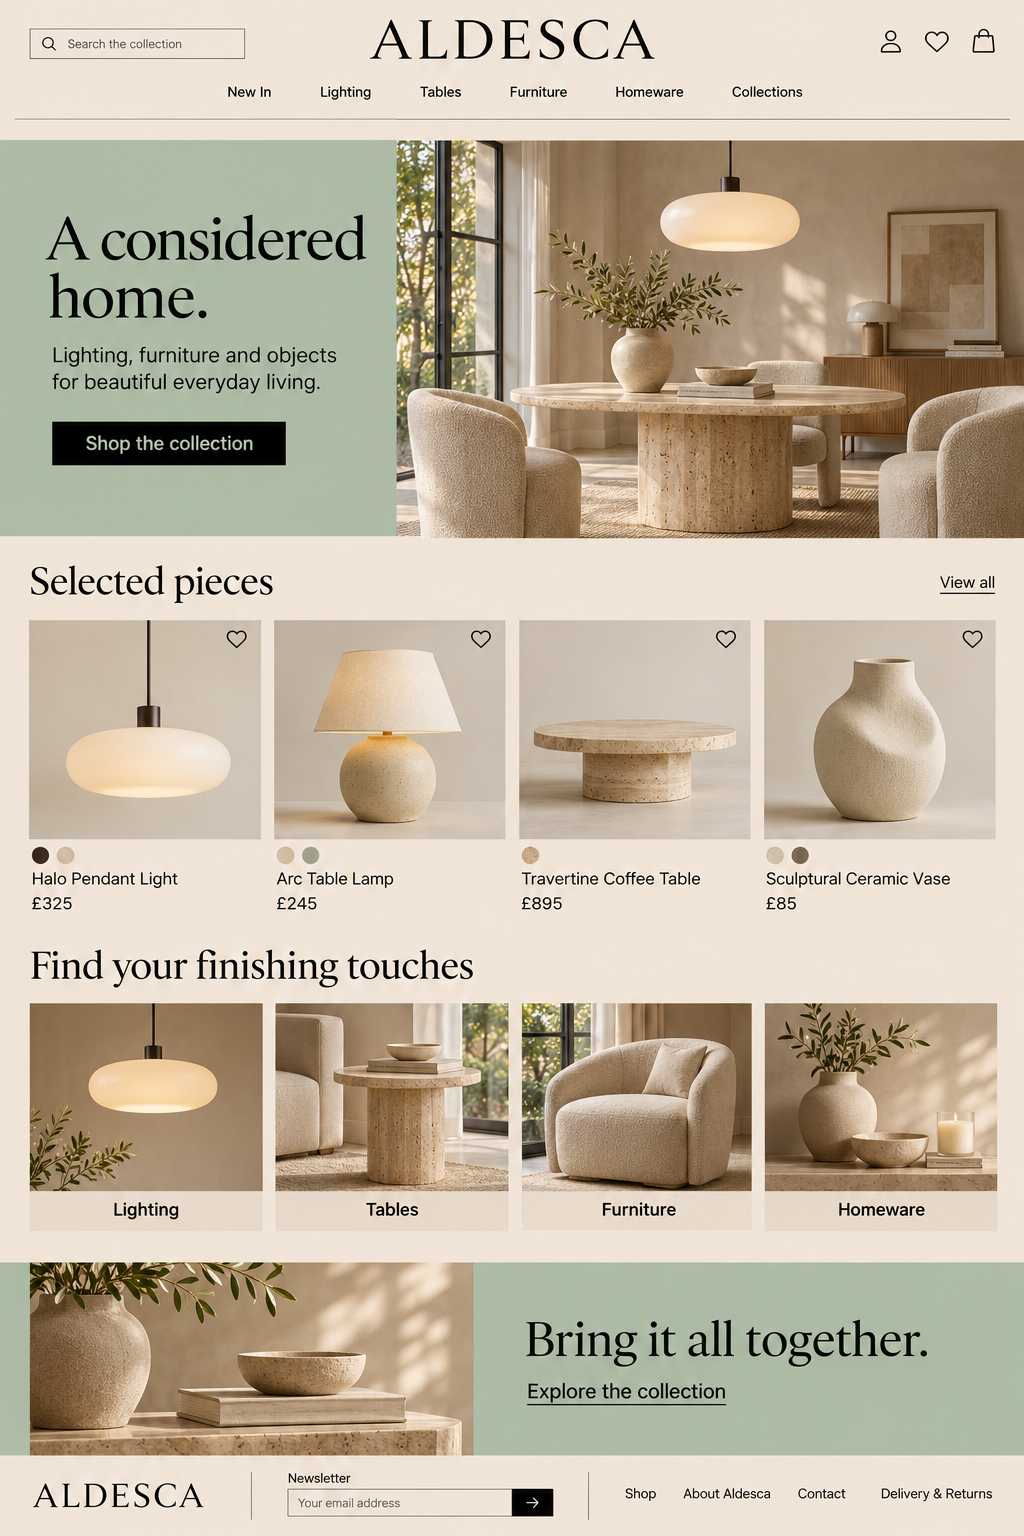 Search the collection
ALDESCA
New In
Lighting
Tables
Furniture
Homeware
Collections
A considered
home.
Lighting, furniture and objects
for beautiful everyday living.
Shop the collection
Selected pieces
View all
Halo Pendant Light
£325
Arc Table Lamp
£245
Travertine Coffee Table
£895
Sculptural Ceramic Vase
£85
Find your finishing touches
Lighting
Tables
Furniture
Homeware
Bring it all together.
Explore the collection
ALDESCA
Newsletter
Your email address
Shop
About Aldesca
Contact
Delivery & Returns